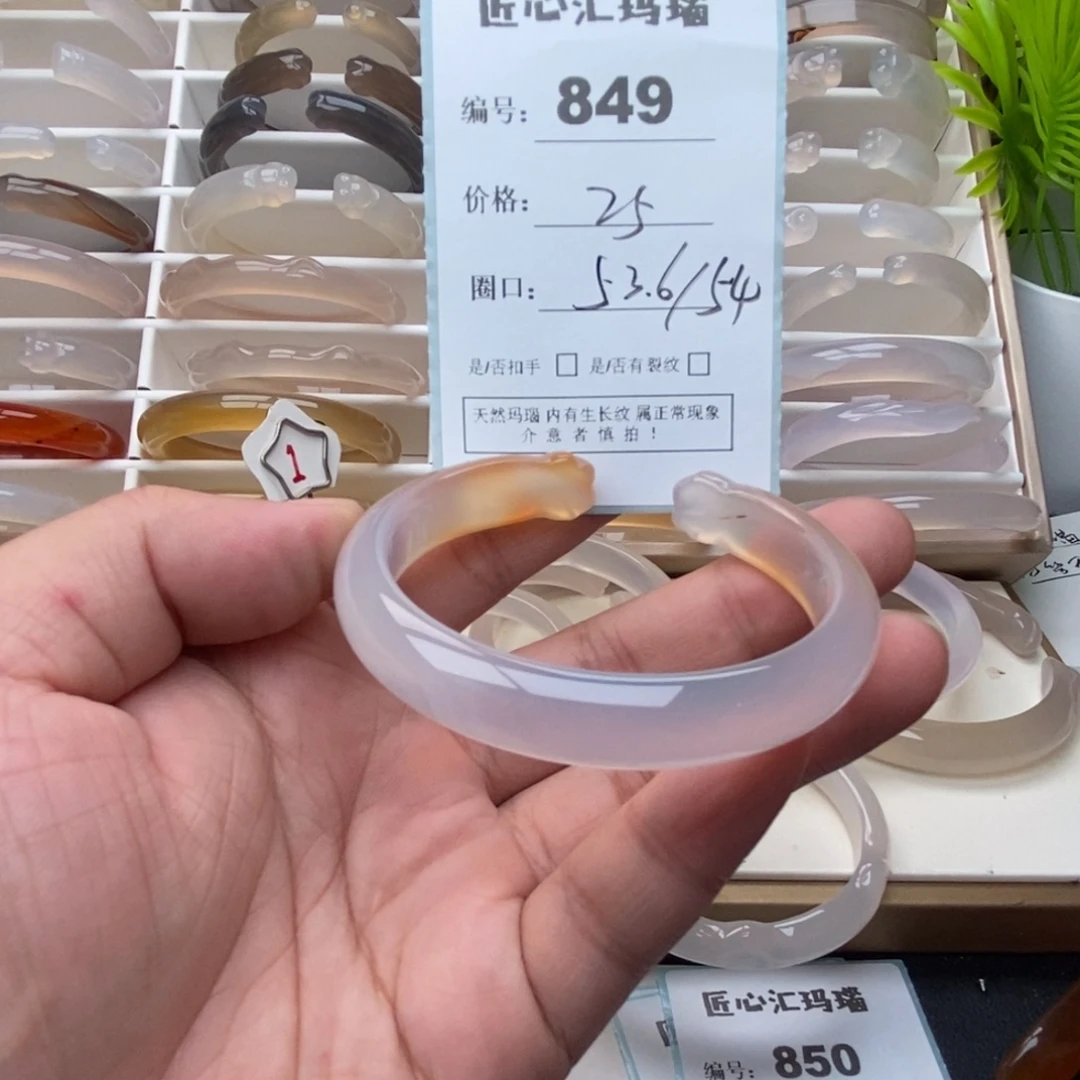 匠心汇玛瑙
编号：849
价格：25
圈口：53.6/54
是/否扣手 □ 是/否有裂纹 □
天然玛瑙 内有生长纹 属正常现象
介意者慎拍！
1
匠心汇玛瑙
编号：850